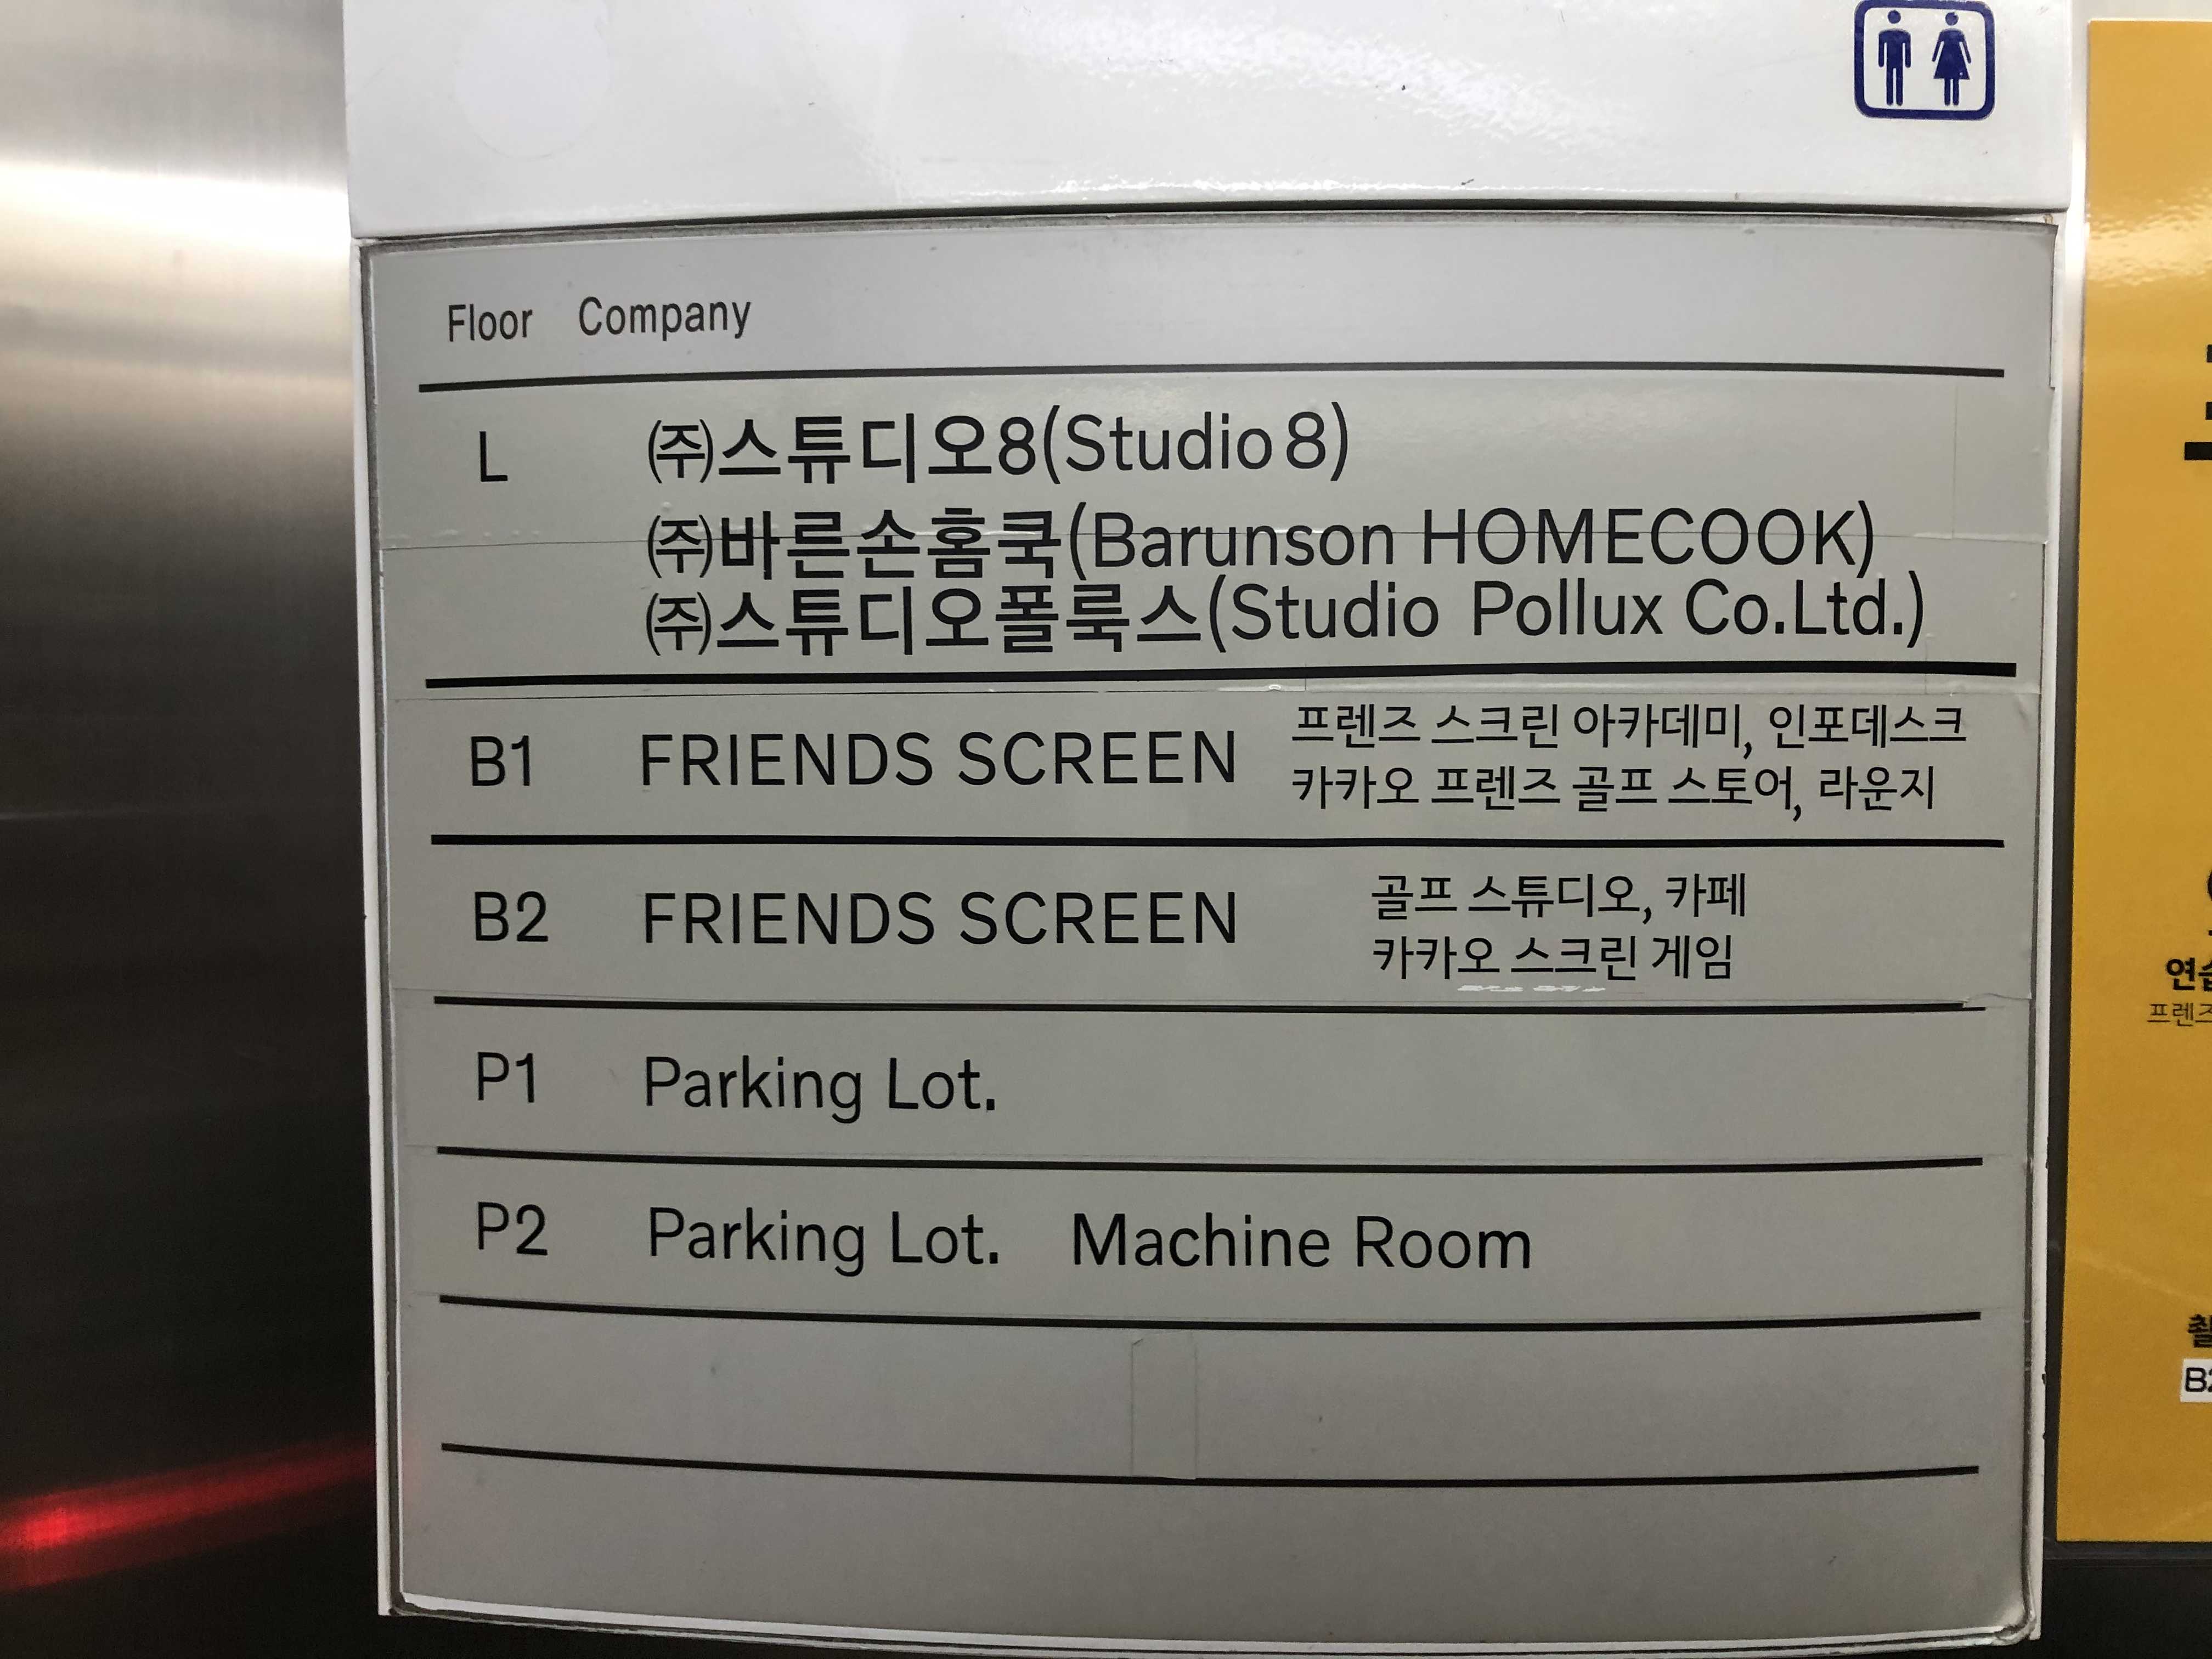 Floor Company
L ㈜스튜디오8(Studio 8)
㈜바른손홈쿡(Barunson HOMECOOK)
㈜스튜디오폴룩스(Studio Pollux Co.Ltd.)
B1 FRIENDS SCREEN 프렌즈 스크린 아카데미, 인포데스크
카카오 프렌즈 골프 스토어, 라운지
B2 FRIENDS SCREEN 골프 스튜디오, 카페
카카오 스크린 게임
P1 Parking Lot.
P2 Parking Lot. Machine Room